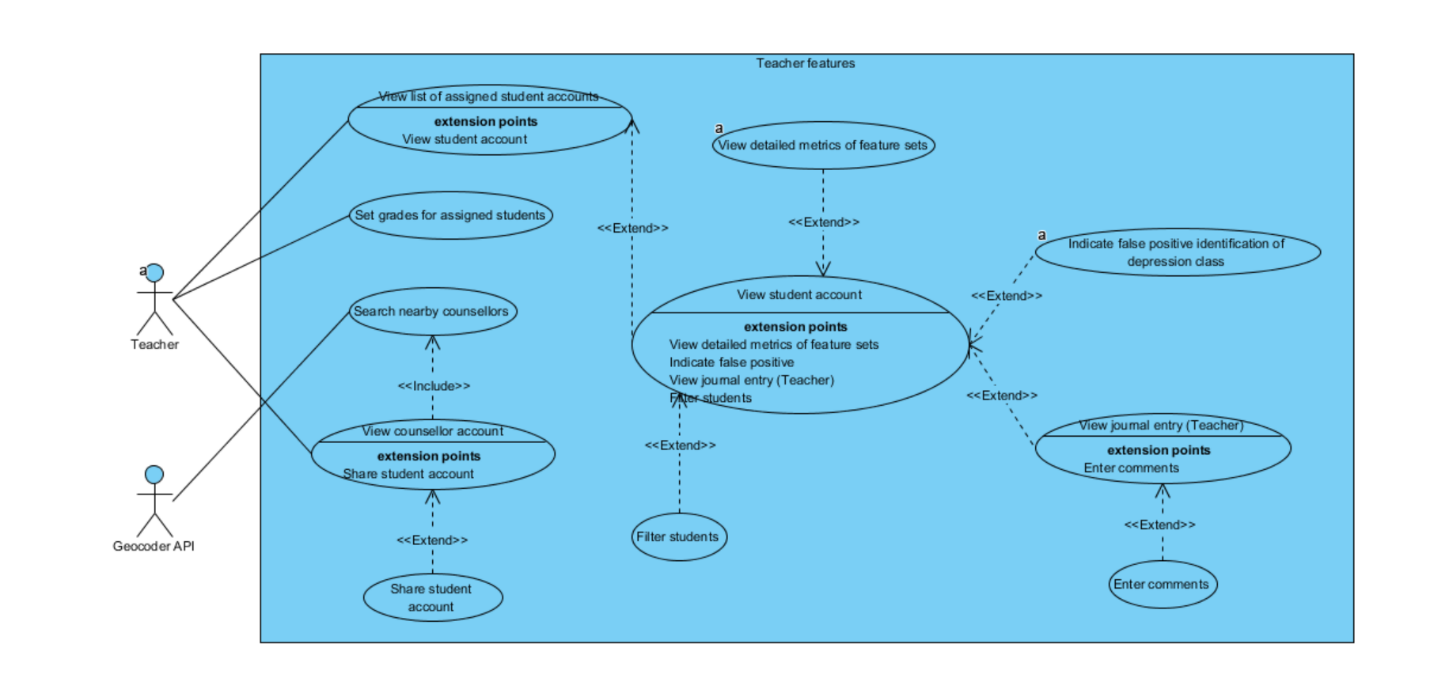 Teacher features
View list of assigned student accounts
extension points
View student account
a
View detailed metrics of feature sets
Set grades for assigned students
<<Extend>>
<<Extend>>
a
Indicate false positive identification of
depression class
a
Teacher
Search nearby counsellors
<<Extend>>
View student account
extension points
View detailed metrics of feature sets
Indicate false positive
View journal entry (Teacher)
Filter students
<<Include>>
<<Extend>>
View counsellor account
extension points
Share student account
<<Extend>>
View journal entry (Teacher)
extension points
Enter comments
Geocoder API
<<Extend>>
Filter students
<<Extend>>
Share student
account
Enter comments